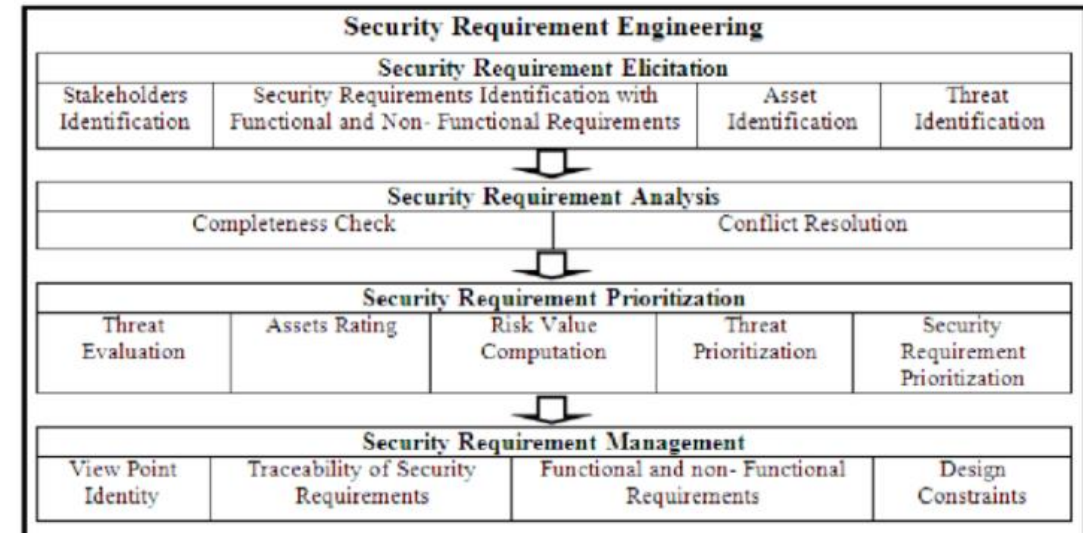 Security Requirement Engineering
Security Requirement Elicitation
Stakeholders
Identification
Security Requirements Identification with
Functional and Non- Functional Requirements
Asset
Identification
Threat
Identification
Security Requirement Analysis
Completeness Check
Conflict Resolution
Security Requirement Prioritization
Threat
Evaluation
Assets Rating
Risk Value
Computation
Threat
Prioritization
Security
Requirement
Prioritization
Security Requirement Management
View Point
Identity
Traceability of Security
Requirements
Functional and non- Functional
Requirements
Design
Constraints